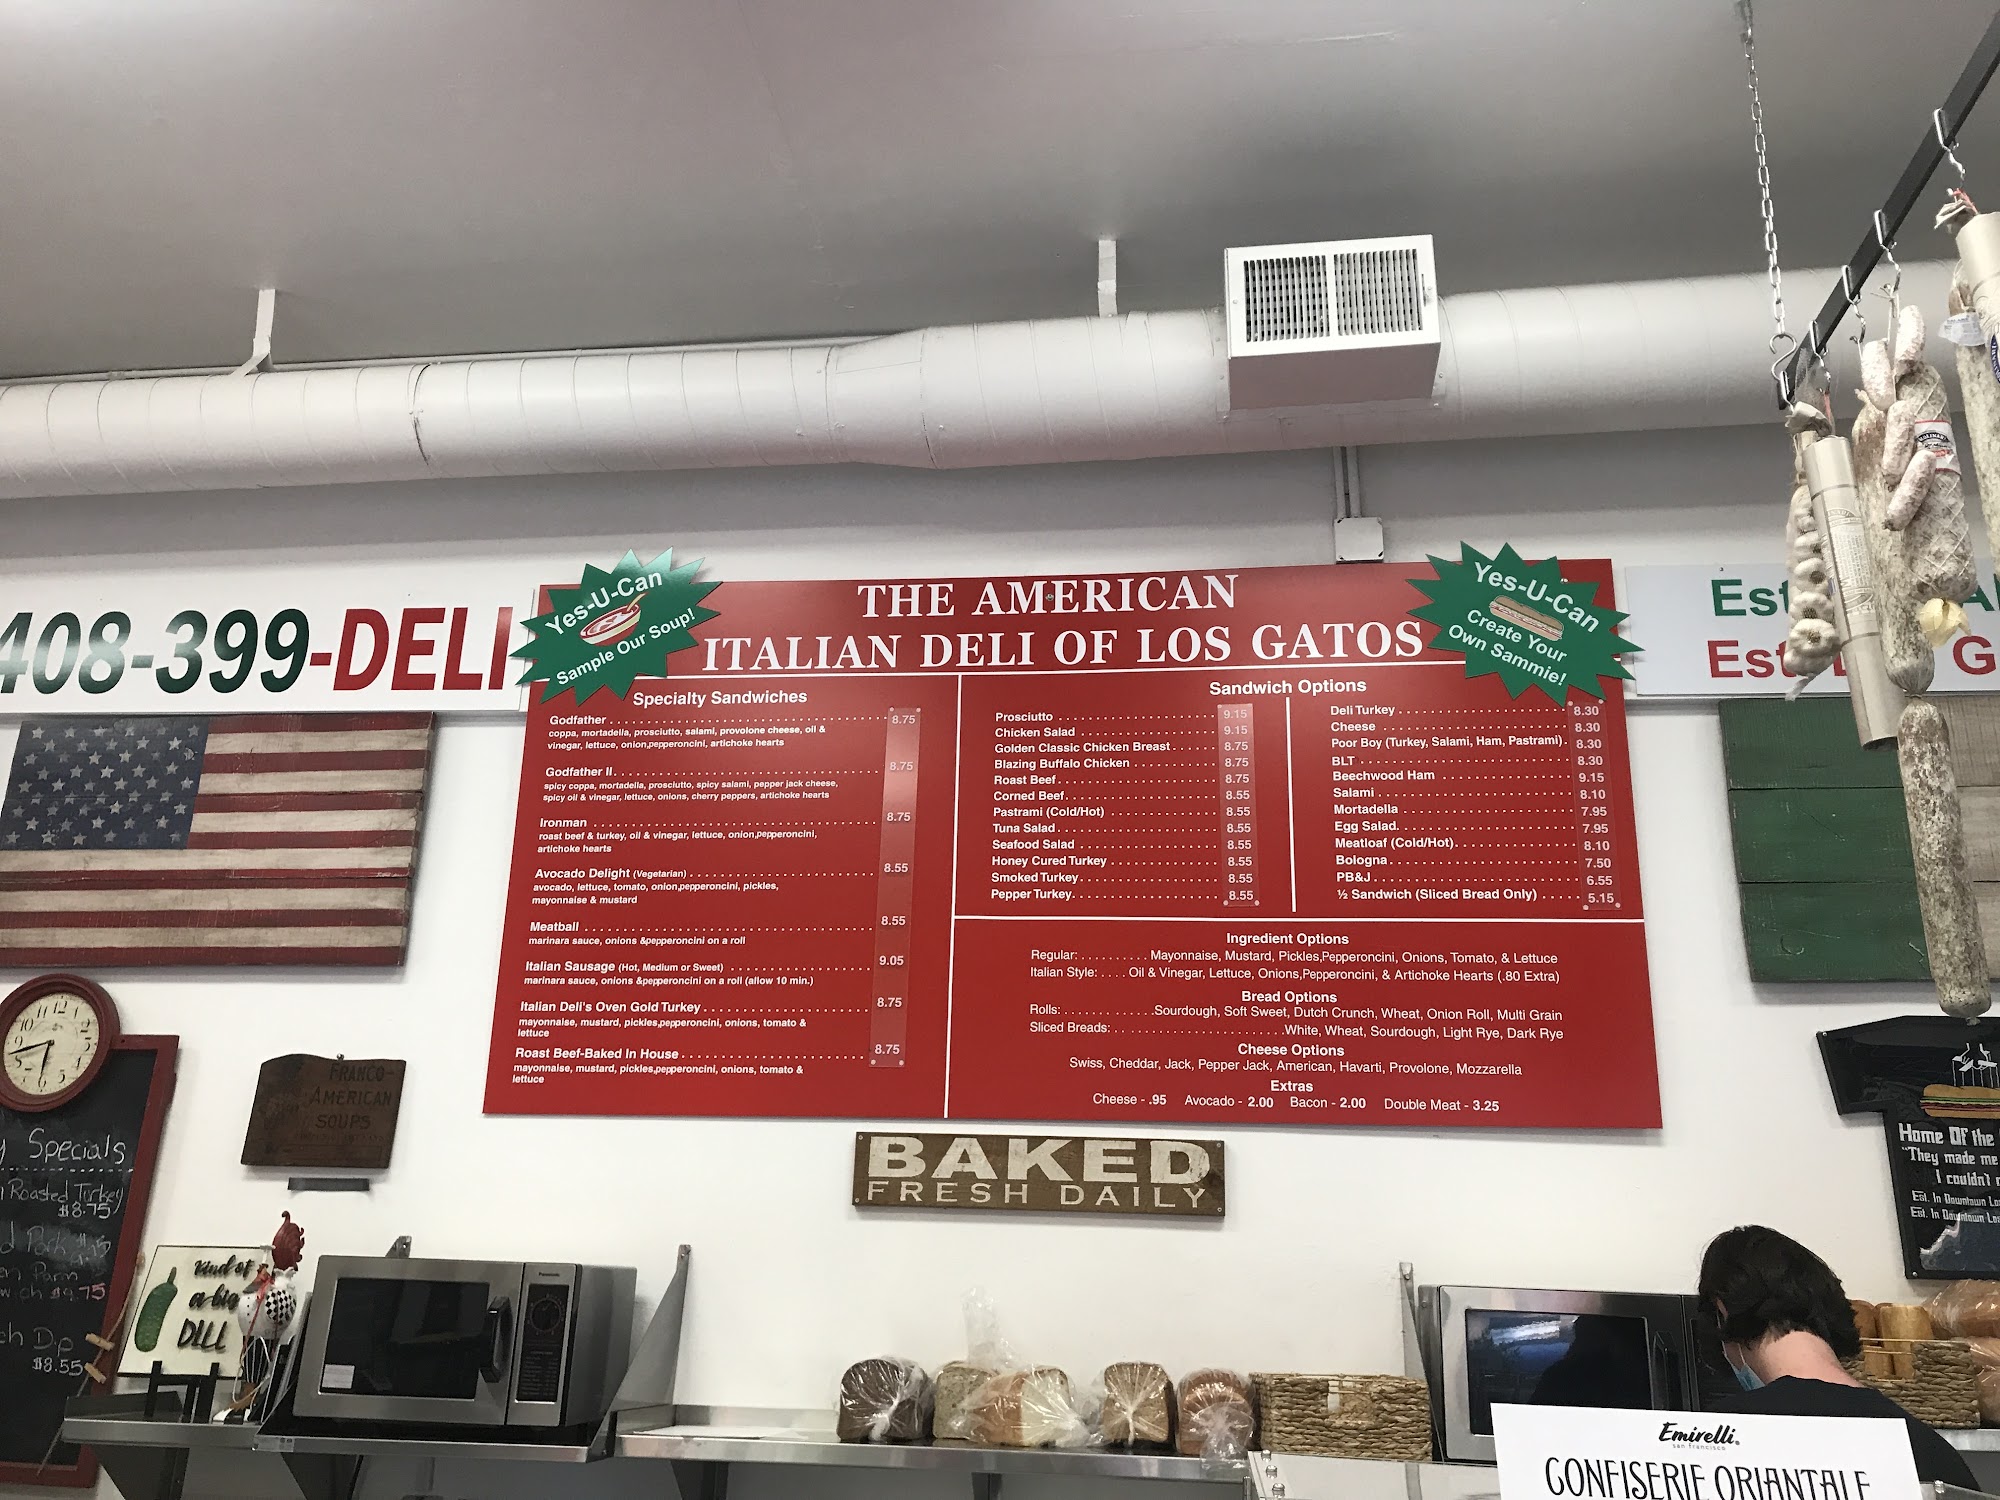 408-399-DELI
Yes-U-Can
Sample Our Soup!
THE AMERICAN
ITALIAN DELI OF LOS GATOS
Yes-U-Can
Create Your
Own Sammie!
Specialty Sandwiches
Godfather 8.75
coppa, mortadella, prosciutto, salami, provolone cheese, oil &
vinegar, lettuce, onion,pepperoncini, artichoke hearts
Godfather II 8.75
spicy coppa, mortadella, prosciutto, spicy salami, pepper jack cheese,
spicy oil & vinegar, lettuce, onions, cherry peppers, artichoke hearts
Ironman 8.75
roast beef & turkey, oil & vinegar, lettuce, onion,pepperoncini,
artichoke hearts
Avocado Delight (Vegetarian) 8.55
avocado, lettuce, tomato, onion,pepperoncini, pickles,
mayonnaise & mustard
Meatball 8.55
marinara sauce, onions &pepperoncini on a roll
Italian Sausage (Hot, Medium or Sweet) 9.05
marinara sauce, onions &pepperoncini on a roll (allow 10 min.)
Italian Deli's Oven Gold Turkey 8.75
mayonnaise, mustard, pickles,pepperoncini, onions, tomato &
lettuce
Roast Beef-Baked In House 8.75
mayonnaise, mustard, pickles,pepperoncini, onions, tomato &
lettuce
Sandwich Options
Prosciutto 9.15
Chicken Salad 9.15
Golden Classic Chicken Breast 8.75
Blazing Buffalo Chicken 8.75
Roast Beef 8.75
Corned Beef 8.55
Pastrami (Cold/Hot) 8.55
Tuna Salad 8.55
Seafood Salad 8.55
Honey Cured Turkey 8.55
Smoked Turkey 8.55
Pepper Turkey 8.55
Deli Turkey 8.30
Cheese 8.30
Poor Boy (Turkey, Salami, Ham, Pastrami) 8.30
BLT 8.30
Beechwood Ham 9.15
Salami 8.10
Mortadella 7.95
Egg Salad 7.95
Meatloaf (Cold/Hot) 8.10
Bologna 7.50
PB&J 6.55
½ Sandwich (Sliced Bread Only) 5.15
Ingredient Options
Regular: Mayonnaise, Mustard, Pickles,Pepperoncini, Onions, Tomato, & Lettuce
Italian Style: Oil & Vinegar, Lettuce, Onions,Pepperoncini, & Artichoke Hearts (.80 Extra)
Bread Options
Rolls: Sourdough, Soft Sweet, Dutch Crunch, Wheat, Onion Roll, Multi Grain
Sliced Breads: White, Wheat, Sourdough, Light Rye, Dark Rye
Cheese Options
Swiss, Cheddar, Jack, Pepper Jack, American, Havarti, Provolone, Mozzarella
Extras
Cheese - .95 Avocado - 2.00 Bacon - 2.00 Double Meat - 3.25
FRANCO-
AMERICAN
SOUPS
BAKED
FRESH DAILY
Specials
Roasted Turkey
$8.75
Parm
$9.75
Dip
$8.55
Kind of
a big
DILL
Panasonic
Home Of the
"They made me
I couldn't
Est. In Downtown
Est. In Downtown
Emirelli
san francisco
CONFISERIE ORIANTALE